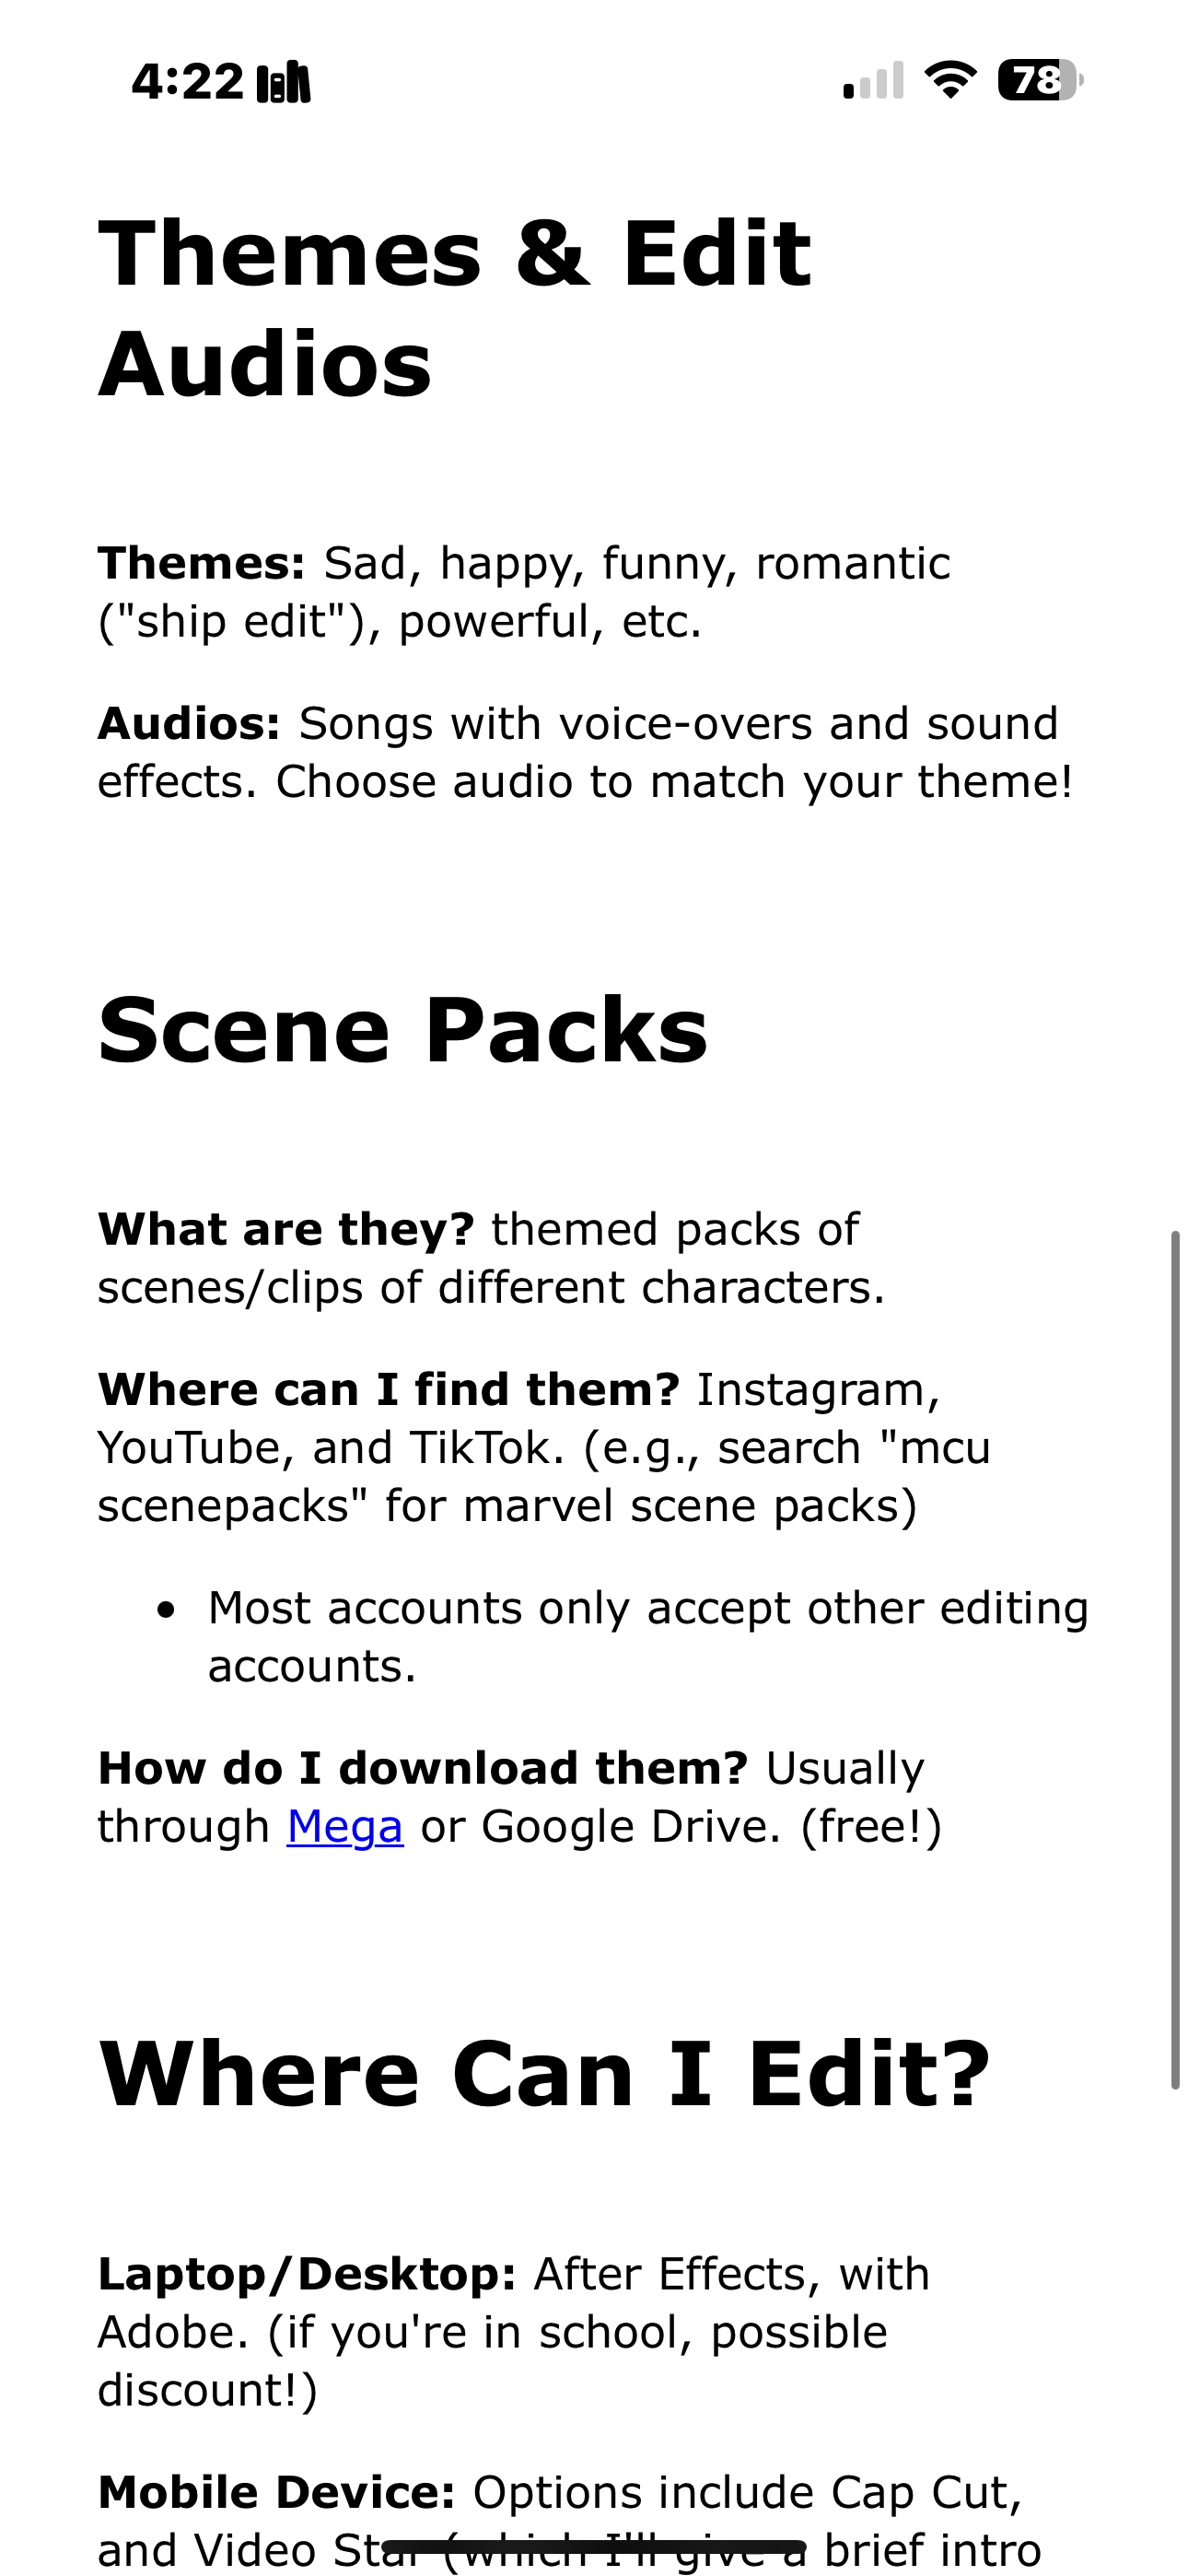 4:22
78
Themes & Edit
Audios
Themes: Sad, happy, funny, romantic
("ship edit"), powerful, etc.
Audios: Songs with voice-overs and sound
effects. Choose audio to match your theme!
Scene Packs
What are they? themed packs of
scenes/clips of different characters.
Where can I find them? Instagram,
YouTube, and TikTok. (e.g., search "mcu
scenepacks" for marvel scene packs)
• Most accounts only accept other editing
accounts.
How do I download them? Usually
through Mega or Google Drive. (free!)
Where Can I Edit?
Laptop/Desktop: After Effects, with
Adobe. (if you're in school, possible
discount!)
Mobile Device: Options include Cap Cut,
and Video Star (which I'll give a brief intro